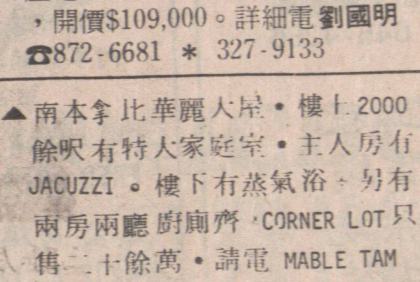 ，開價$109,000。詳細電劉國明
☎872-6681 * 327-9133
▲南本拿比華麗大屋•樓上2000
餘呎有特大家庭室•主人房有
JACUZZI。樓下有蒸氣浴，另有
兩房兩廳廚廁齊，CORNER LOT只
售二十餘萬•請電 MABLE TAM